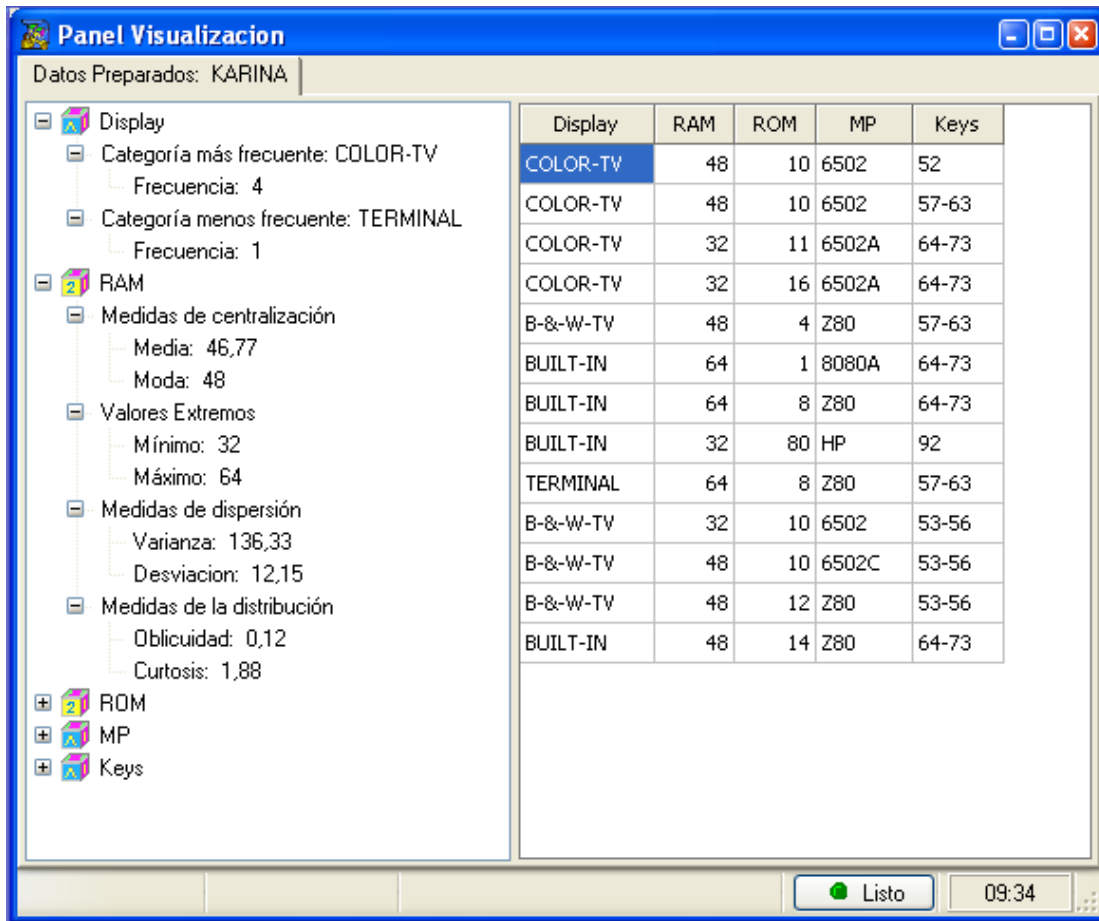 Panel Visualizacion
Datos Preparados: KARINA
Display
Categoría más frecuente: COLOR-TV
Frecuencia: 4
Categoría menos frecuente: TERMINAL
Frecuencia: 1
RAM
Medidas de centralización
Media: 46,77
Moda: 48
Valores Extremos
Mínimo: 32
Máximo: 64
Medidas de dispersión
Varianza: 136,33
Desviacion: 12,15
Medidas de la distribución
Oblicuidad: 0,12
Curtosis: 1,88
ROM
MP
Keys
Display RAM ROM MP Keys
COLOR-TV 48 10 6502 52
COLOR-TV 48 10 6502 57-63
COLOR-TV 32 11 6502A 64-73
COLOR-TV 32 16 6502A 64-73
B-&-W-TV 48 4 Z80 57-63
BUILT-IN 64 1 8080A 64-73
BUILT-IN 64 8 Z80 64-73
BUILT-IN 32 80 HP 92
TERMINAL 64 8 Z80 57-63
B-&-W-TV 32 10 6502 53-56
B-&-W-TV 48 10 6502C 53-56
B-&-W-TV 48 12 Z80 53-56
BUILT-IN 48 14 Z80 64-73
Listo
09:34